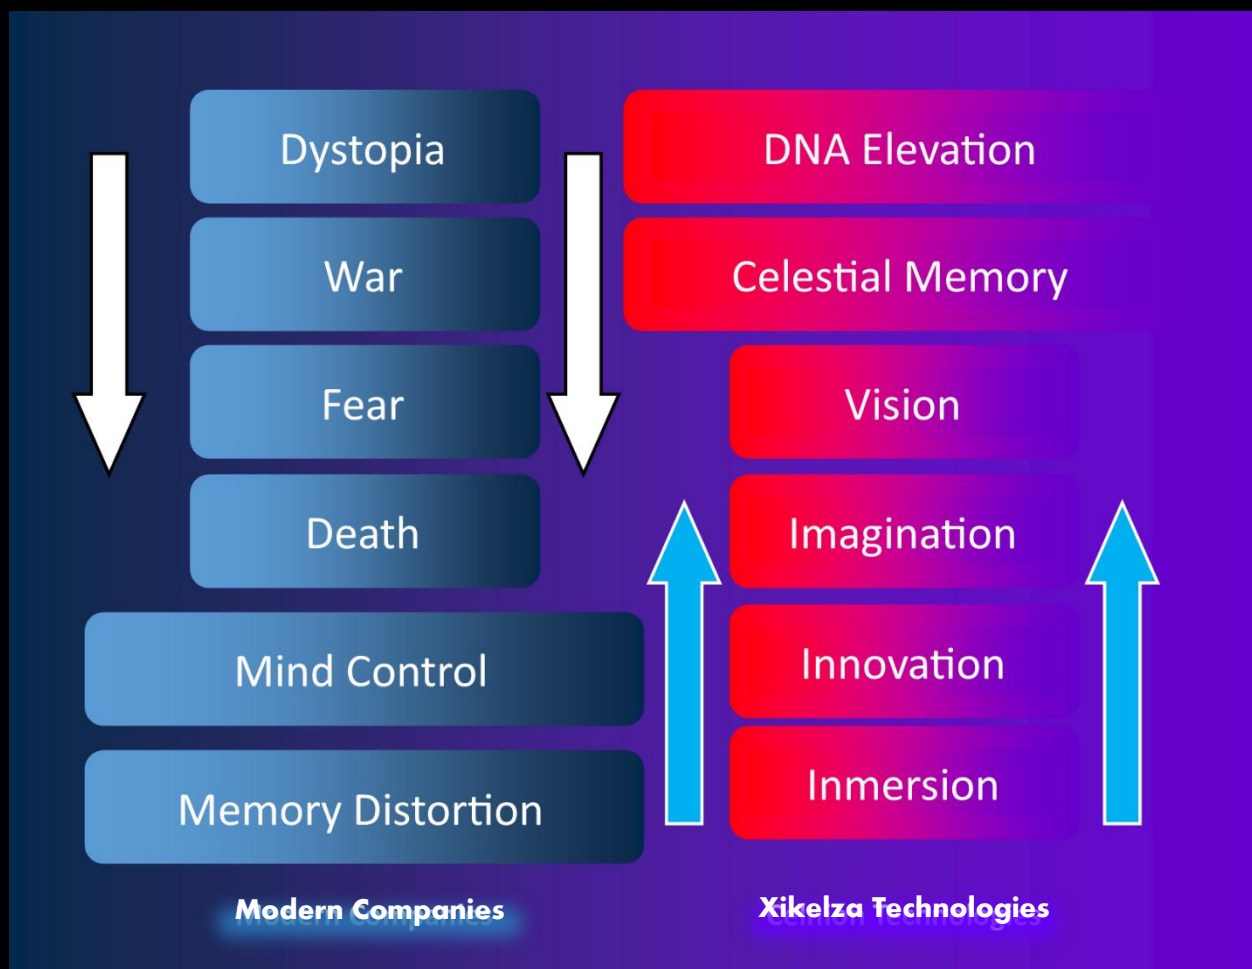 Dystopia
War
Fear
Death
Mind Control
Memory Distortion
Modern Companies
DNA Elevation
Celestial Memory
Vision
Imagination
Innovation
Inmersion
Xikelza Technologies